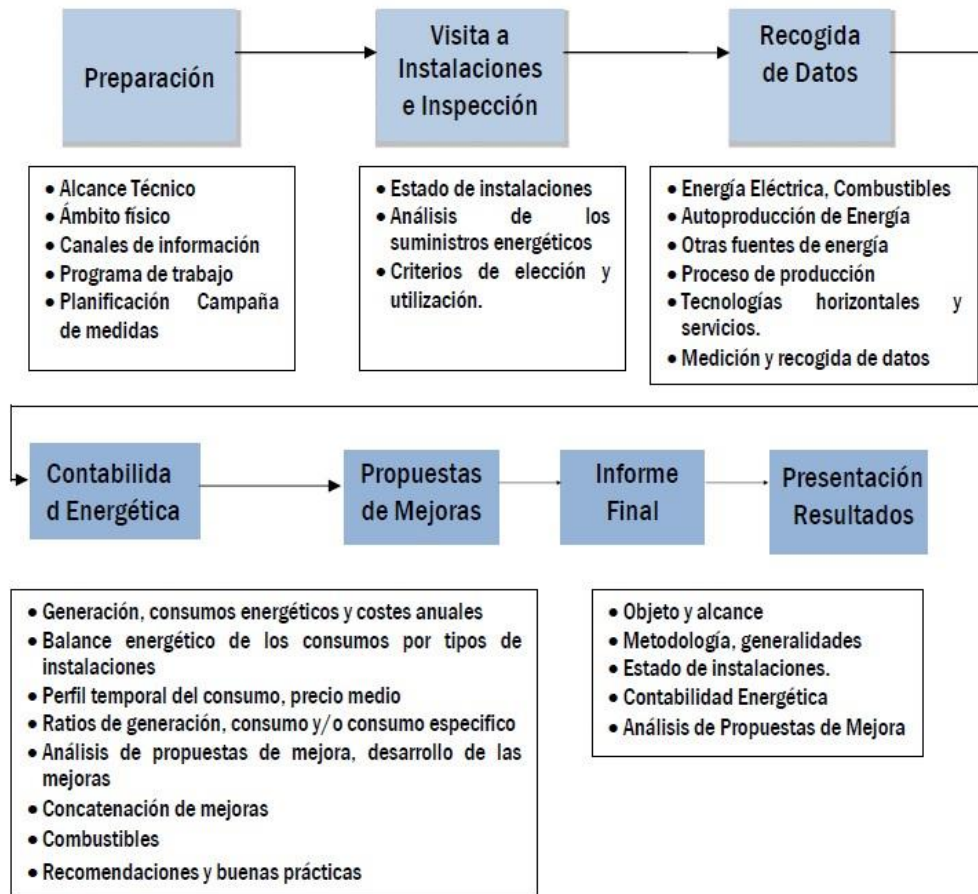 Preparación
Visita a
Instalaciones
e Inspección
Recogida
de Datos
• Alcance Técnico
• Ámbito físico
• Canales de información
• Programa de trabajo
• Planificación Campaña
de medidas
• Estado de instalaciones
• Análisis de los
suministros energéticos
• Criterios de elección y
utilización.
• Energía Eléctrica, Combustibles
• Autoproducción de Energía
• Otras fuentes de energía
• Proceso de producción
• Tecnologías horizontales y
servicios.
• Medición y recogida de datos
Contabilida
d Energética
Propuestas
de Mejoras
Informe
Final
Presentación
Resultados
• Generación, consumos energéticos y costes anuales
• Balance energético de los consumos por tipos de
instalaciones
• Perfil temporal del consumo, precio medio
• Ratios de generación, consumo y/o consumo especifico
• Análisis de propuestas de mejora, desarrollo de las
mejoras
• Concatenación de mejoras
• Combustibles
• Recomendaciones y buenas prácticas
• Objeto y alcance
• Metodología, generalidades
• Estado de instalaciones.
• Contabilidad Energética
• Análisis de Propuestas de Mejora